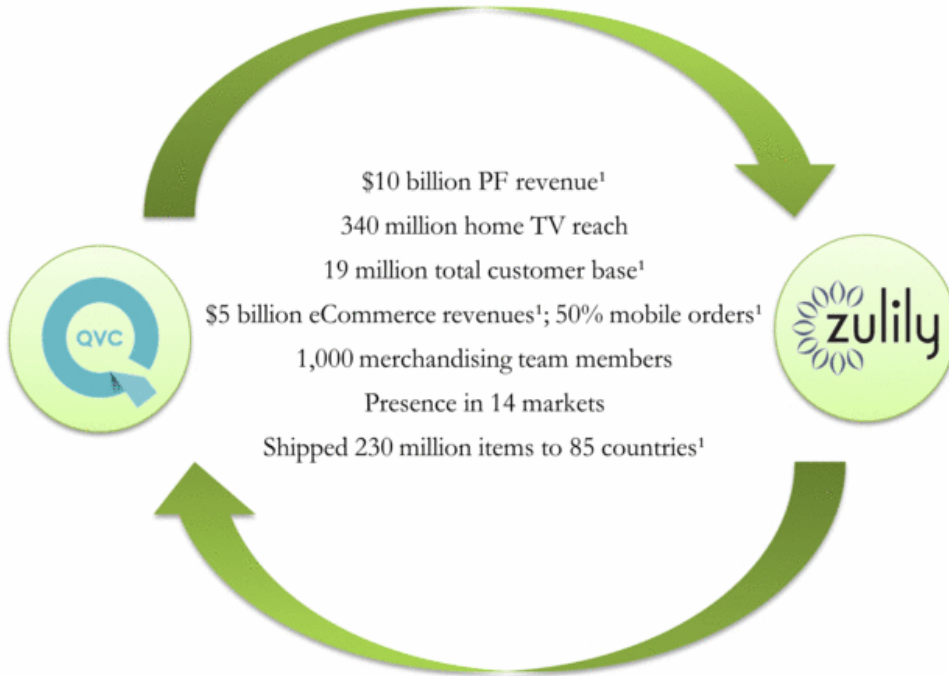 $10 billion PF revenue¹
340 million home TV reach
19 million total customer base¹
$5 billion eCommerce revenues¹; 50% mobile orders¹
QVC
zulily
1,000 merchandising team members
Presence in 14 markets
Shipped 230 million items to 85 countries¹